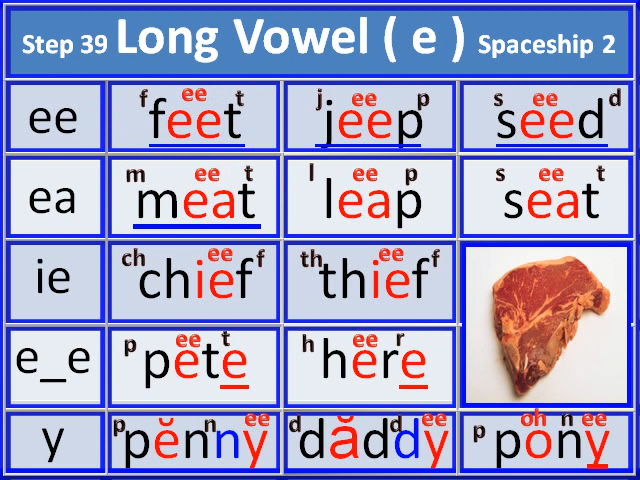 Step 39 Long Vowel ( e ) Spaceship 2
f ee t j ee p s ee d
ee feet jeep seed
m ee t l ee p s ee t
ea meat leap seat
ch ee f th ee f
ie chief thief
p ee t h ee r
e_e pete here
p n ee d d ee p oh n ee
y pĕnny dăddy pony